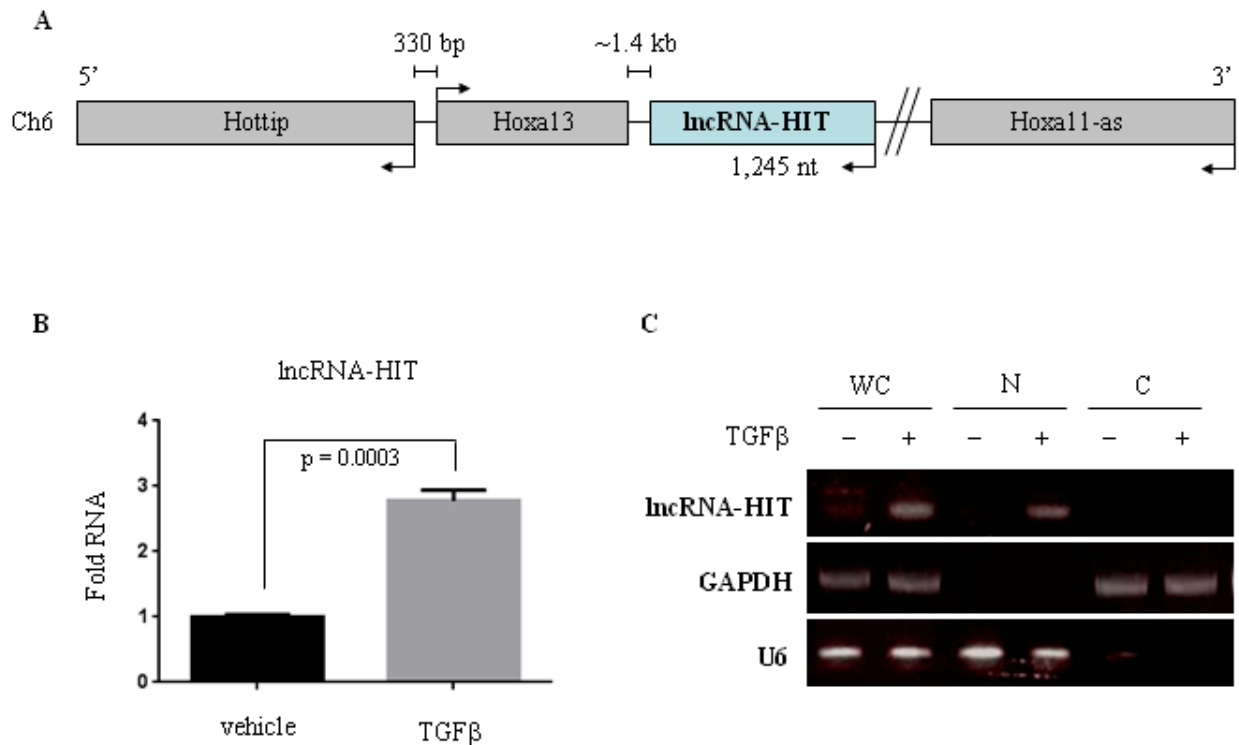 A
330 bp ~1.4 kb
5’ 3’
Ch6 Hottip Hoxa13 lncRNA-HIT Hoxa11-as
1,245 nt
B
lncRNA-HIT
4
3
2
1
0
p = 0.0003
Fold RNA
vehicle TGFβ
C
WC N C
TGFβ – + – + – +
lncRNA-HIT
GAPDH
U6